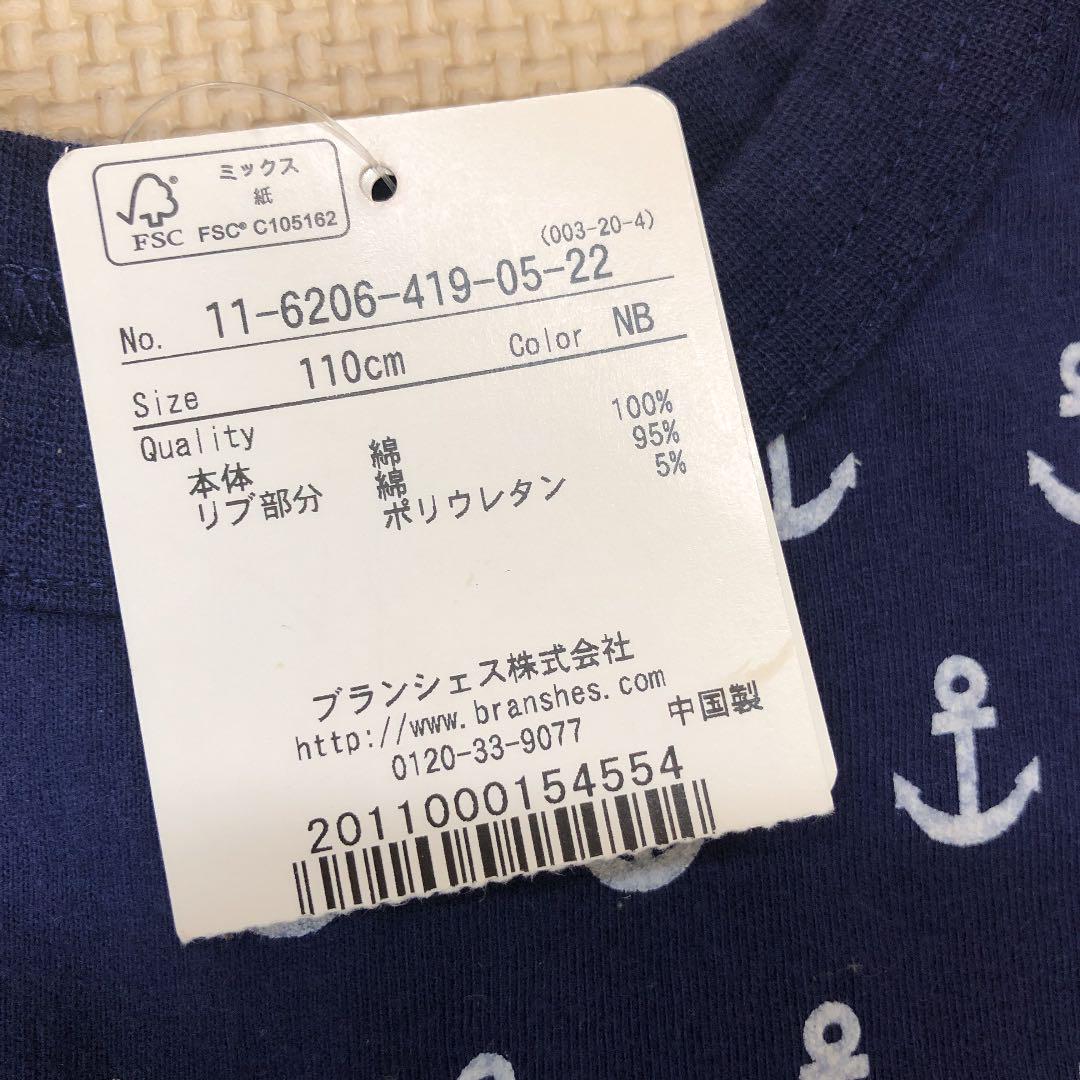 ミックス
紙
FSC® C105162
FSC
(003-20-4)
No. 11-6206-419-05-22
Size 110cm Color NB
Quality
本体 綿 100%
リブ部分 綿 95%
ポリウレタン 5%
ブランシェス株式会社
http://www.branshes.com
0120-33-9077 中国製
2011000154554